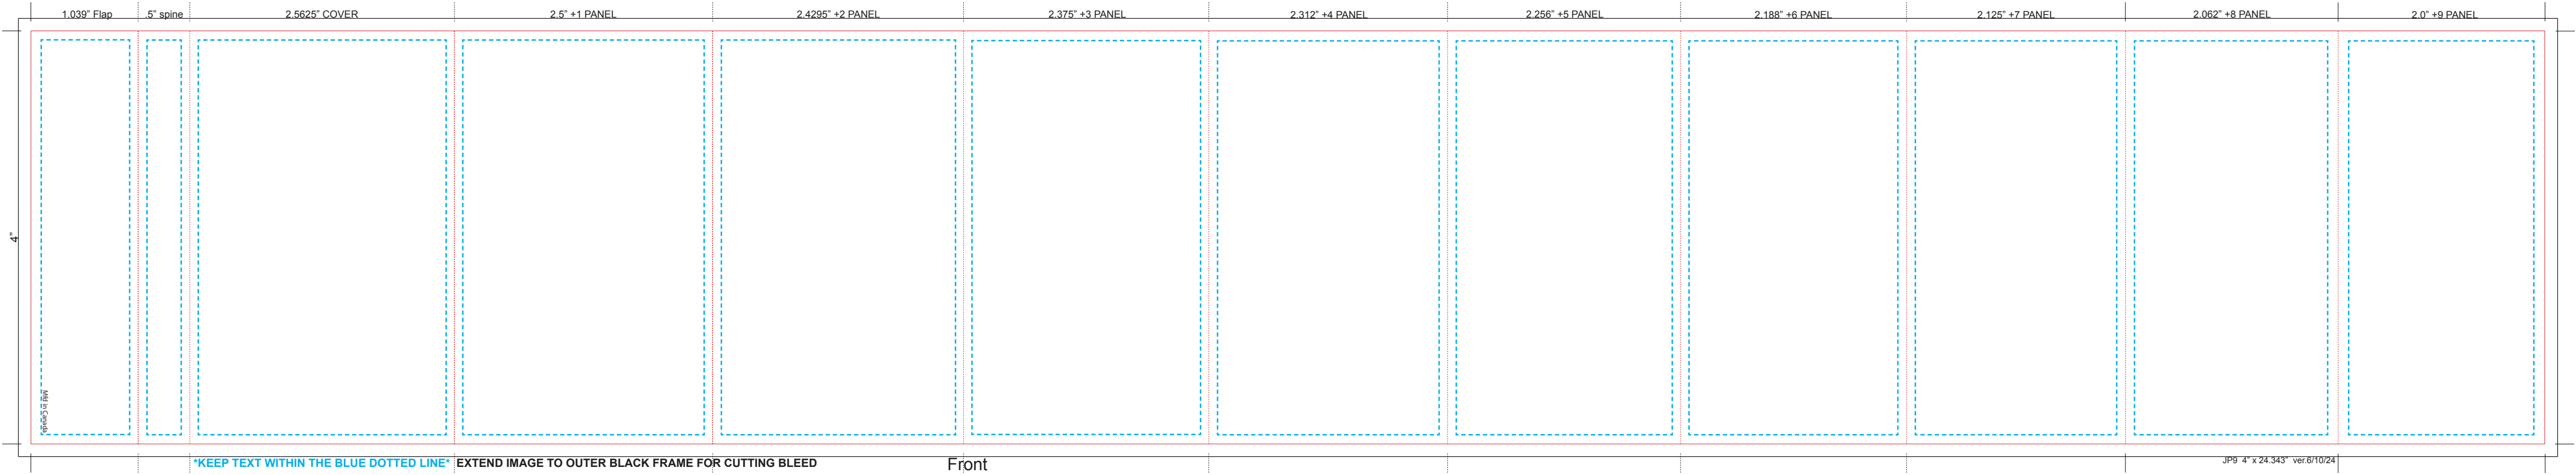 1.039” Flap
.5” spine
2.5625” COVER
2.5” +1 PANEL
2.4295” +2 PANEL
2.375” +3 PANEL
2.312” +4 PANEL
2.256” +5 PANEL
2.188” +6 PANEL
2.125” +7 PANEL
2.062” +8 PANEL
2.0” +9 PANEL
4”
Mfd in Canada
*KEEP TEXT WITHIN THE BLUE DOTTED LINE* EXTEND IMAGE TO OUTER BLACK FRAME FOR CUTTING BLEED
Front
JP9 4” x 24.343” ver.6/10/24